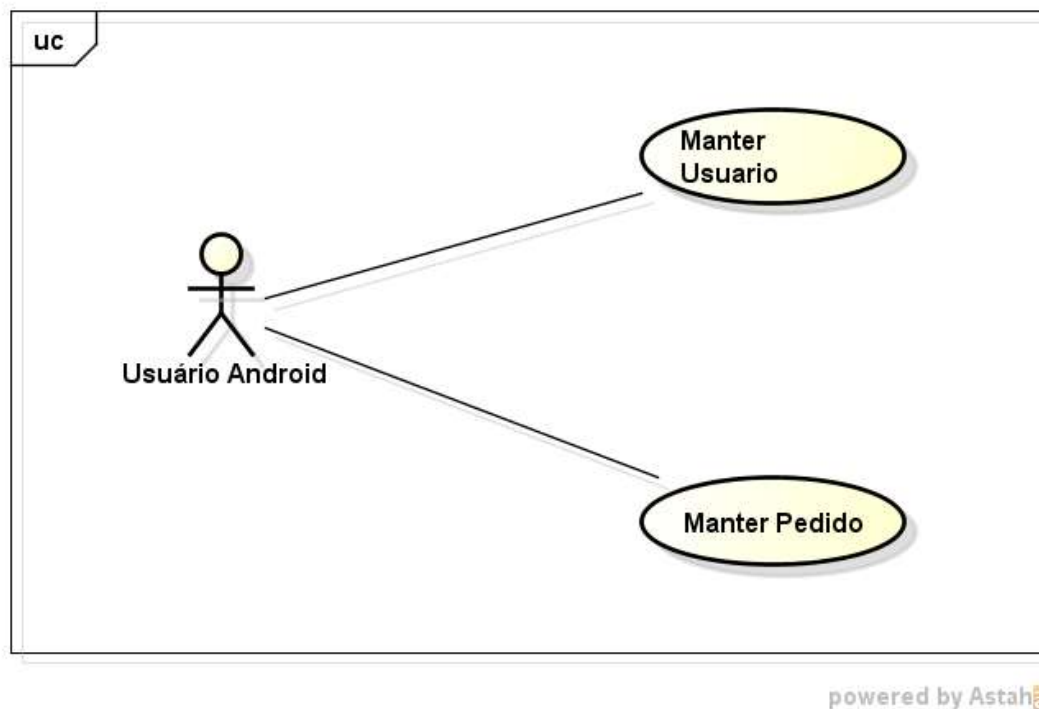 uc
Manter
Usuario
Usuário Android
Manter Pedido
powered by Astah